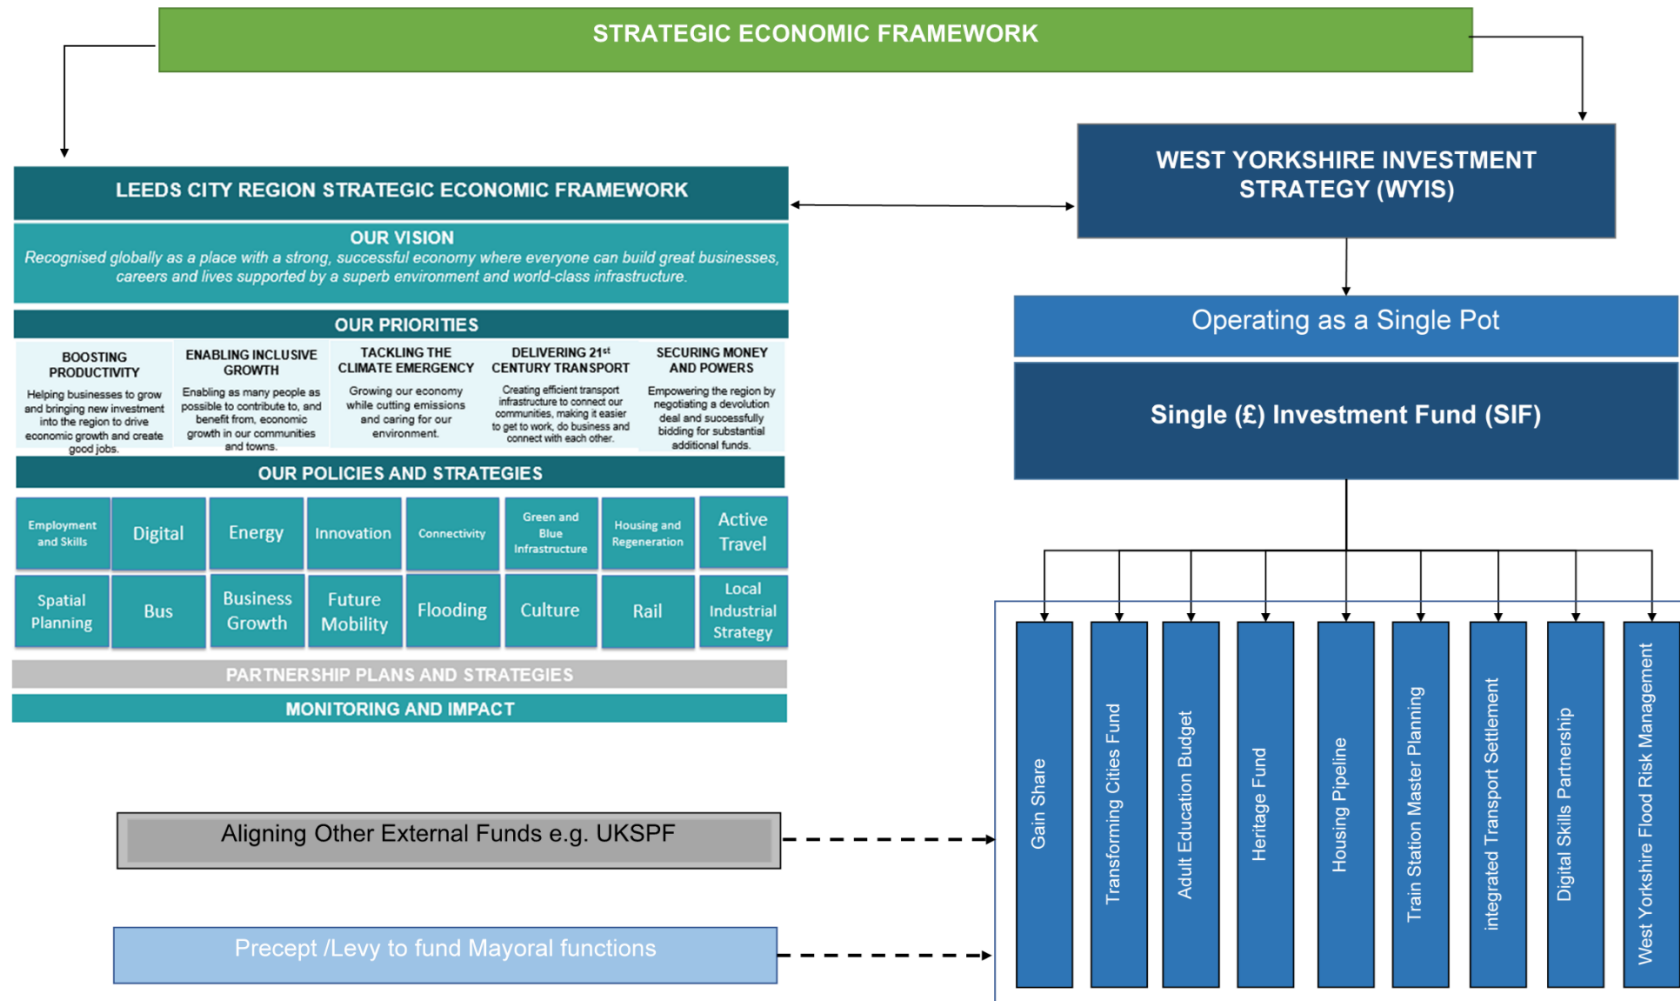 STRATEGIC ECONOMIC FRAMEWORK
LEEDS CITY REGION STRATEGIC ECONOMIC FRAMEWORK
OUR VISION
Recognised globally as a place with a strong, successful economy where everyone can build great businesses,
careers and lives supported by a superb environment and world-class infrastructure.
OUR PRIORITIES
BOOSTING
PRODUCTIVITY
Helping businesses to grow
and bringing new investment
into the region to drive
economic growth and create
good jobs.
ENABLING INCLUSIVE
GROWTH
Enabling as many people as
possible to contribute to, and
benefit from, economic
growth in our communities
and towns.
TACKLING THE
CLIMATE EMERGENCY
Growing our economy
while cutting emissions
and caring for our
environment.
DELIVERING 21st
CENTURY TRANSPORT
Creating efficient transport
infrastructure to connect our
communities, making it easier
to get to work, do business and
connect with each other.
SECURING MONEY
AND POWERS
Empowering the region by
negotiating a devolution
deal and successfully
bidding for substantial
additional funds.
OUR POLICIES AND STRATEGIES
Employment
and Skills
Digital
Energy
Innovation
Connectivity
Green and
Blue
Infrastructure
Housing and
Regeneration
Active
Travel
Spatial
Planning
Bus
Business
Growth
Future
Mobility
Flooding
Culture
Rail
Local
Industrial
Strategy
PARTNERSHIP PLANS AND STRATEGIES
MONITORING AND IMPACT
WEST YORKSHIRE INVESTMENT
STRATEGY (WYIS)
Operating as a Single Pot
Single (£) Investment Fund (SIF)
Gain Share
Transforming Cities Fund
Adult Education Budget
Heritage Fund
Housing Pipeline
Train Station Master Planning
integrated Transport Settlement
Digital Skills Partnership
West Yorkshire Flood Risk Management
Aligning Other External Funds e.g. UKSPF
Precept /Levy to fund Mayoral functions